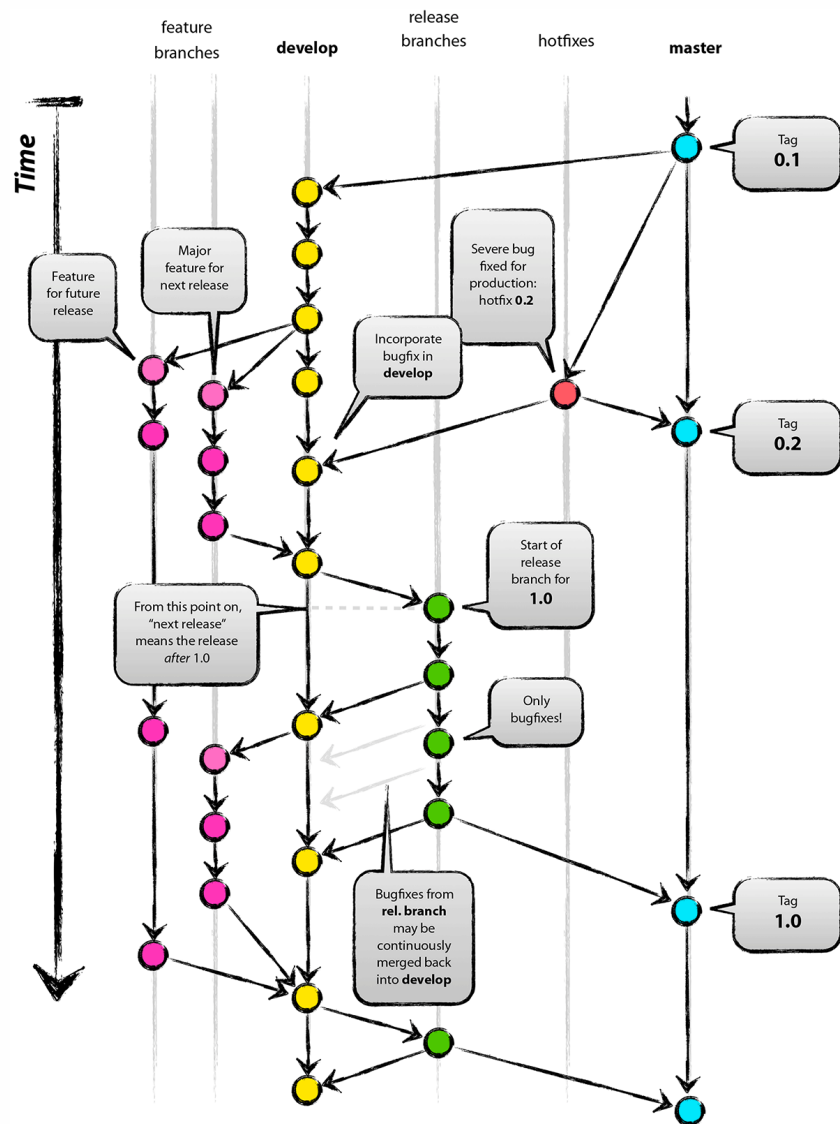 feature
branches
develop
release
branches
hotfixes
master
Time
Tag
0.1
Major
feature for
next release
Feature
for future
release
Severe bug
fixed for
production:
hotfix 0.2
Incorporate
bugfix in
develop
Tag
0.2
Start of
release
branch for
1.0
From this point on,
“next release”
means the release
after 1.0
Only
bugfixes!
Bugfixes from
rel. branch
may be
continuously
merged back
into develop
Tag
1.0